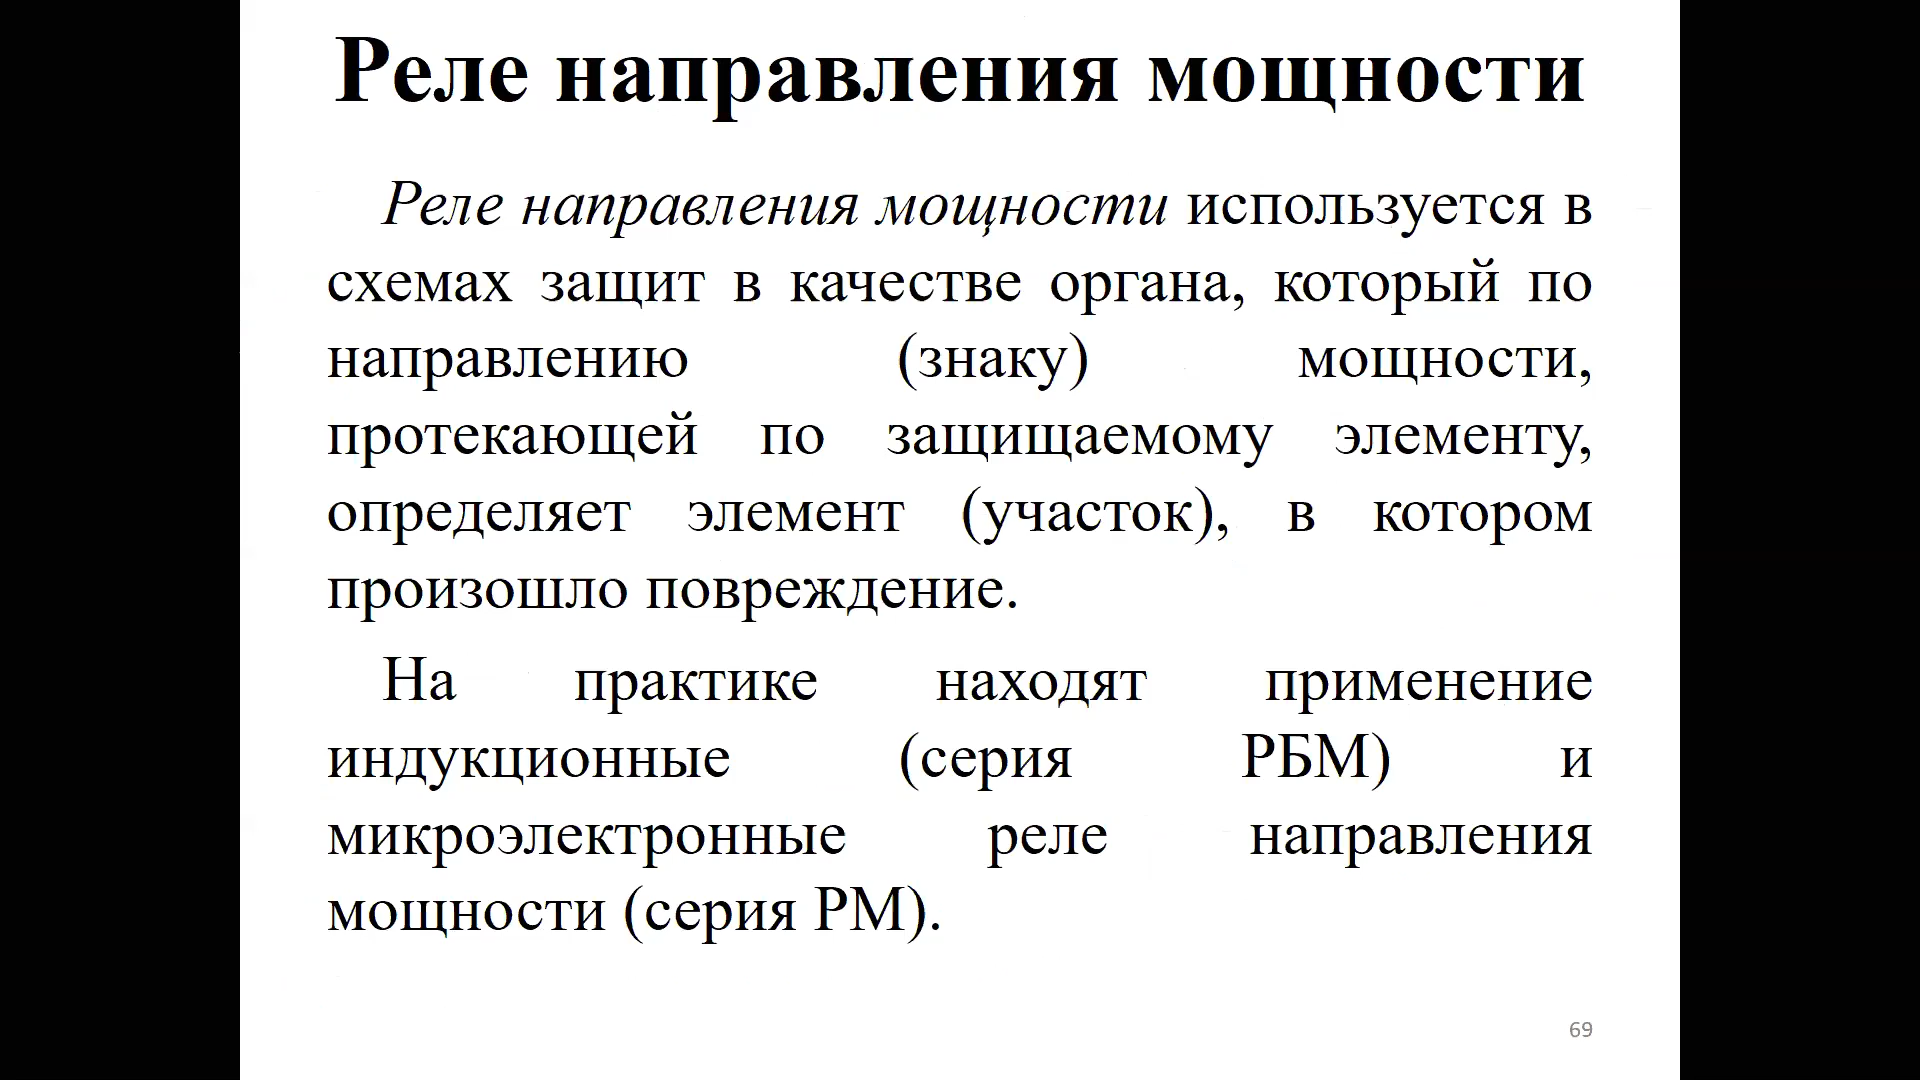 Реле направления мощности
Реле направления мощности используется в
схемах защит в качестве органа, который по
направлению (знаку) мощности,
протекающей по защищаемому элементу,
определяет элемент (участок), в котором
произошло повреждение.
На практике находят применение
индукционные (серия РБМ) и
микроэлектронные реле направления
мощности (серия РМ).
69